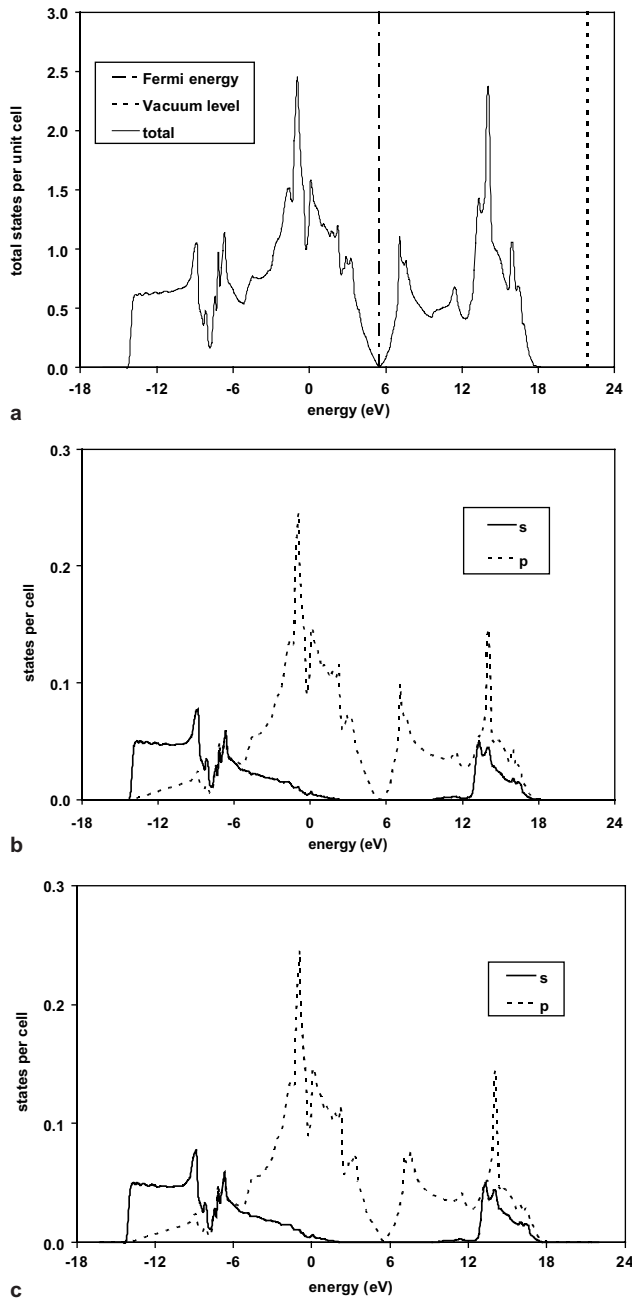 3.0
2.5
2.0
1.5
1.0
0.5
0.0
total states per unit cell
Fermi energy
Vacuum level
total
-18 -12 -6 0 6 12 18 24
energy (eV)
a
0.3
0.2
0.1
0.0
states per cell
s
p
-18 -12 -6 0 6 12 18 24
energy (eV)
b
0.3
0.2
0.1
0.0
states per cell
s
p
-18 -12 -6 0 6 12 18 24
energy (eV)
c